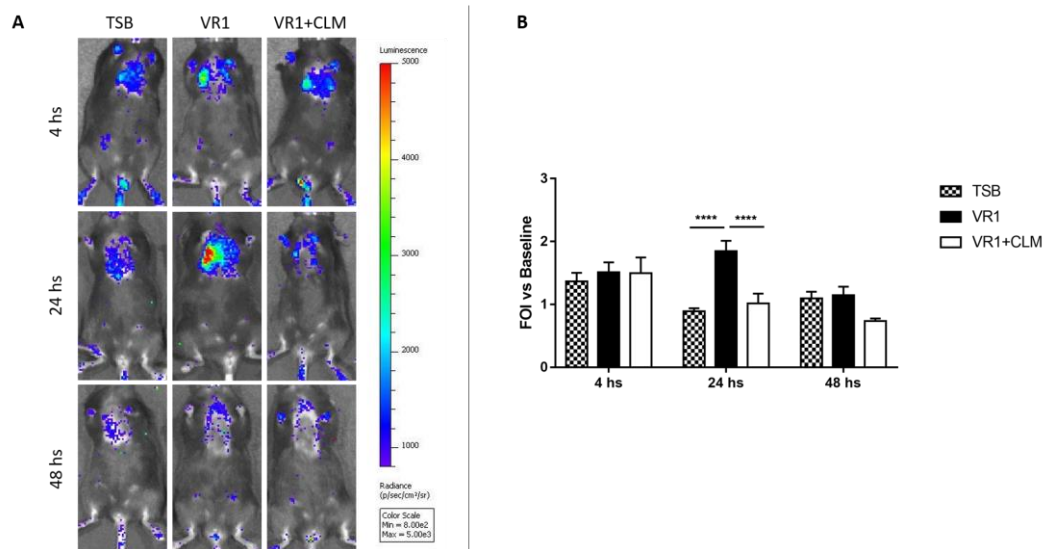 A
TSB
VR1
VR1+CLM
4 hs
24 hs
48 hs
Luminescence
5000
4000
3000
2000
1000
Radiance
(p/sec/cm²/sr)
Color Scale
Min = 8.00e2
Max = 5.00e3
B
FOI vs Baseline
3
2
1
0
**** ****
4 hs
24 hs
48 hs
TSB
VR1
VR1+CLM